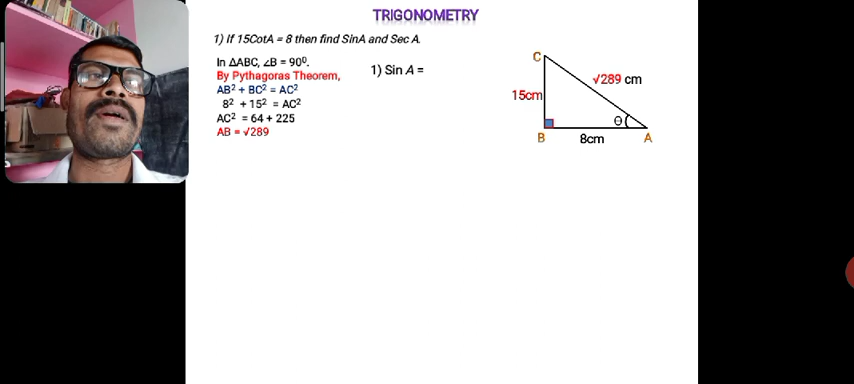 TRIGONOMETRY
1) If 15CotA = 8 then find SinA and Sec A.
In ΔABC, ∠B = 90⁰.
By Pythagoras Theorem,
AB² + BC² = AC²
8² + 15² = AC²
AC² = 64 + 225
AB = √289
1) Sin A =
C
√289 cm
15cm
θ
B
8cm
A